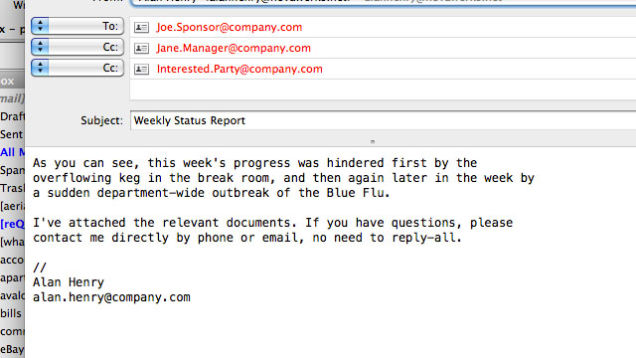 To: Joe.Sponsor@company.com
Cc: Jane.Manager@company.com
Cc: Interested.Party@company.com
Subject: Weekly Status Report
As you can see, this week's progress was hindered first by the
overflowing keg in the break room, and then again later in the week by
a sudden department-wide outbreak of the Blue Flu.
I've attached the relevant documents. If you have questions, please
contact me directly by phone or email, no need to reply-all.
//
Alan Henry
alan.henry@company.com
mail]
Draft
Sent
All M
Span
Trash
[aeri
[reQ
[wha
acco
apar
avalo
bills
comr
eBay